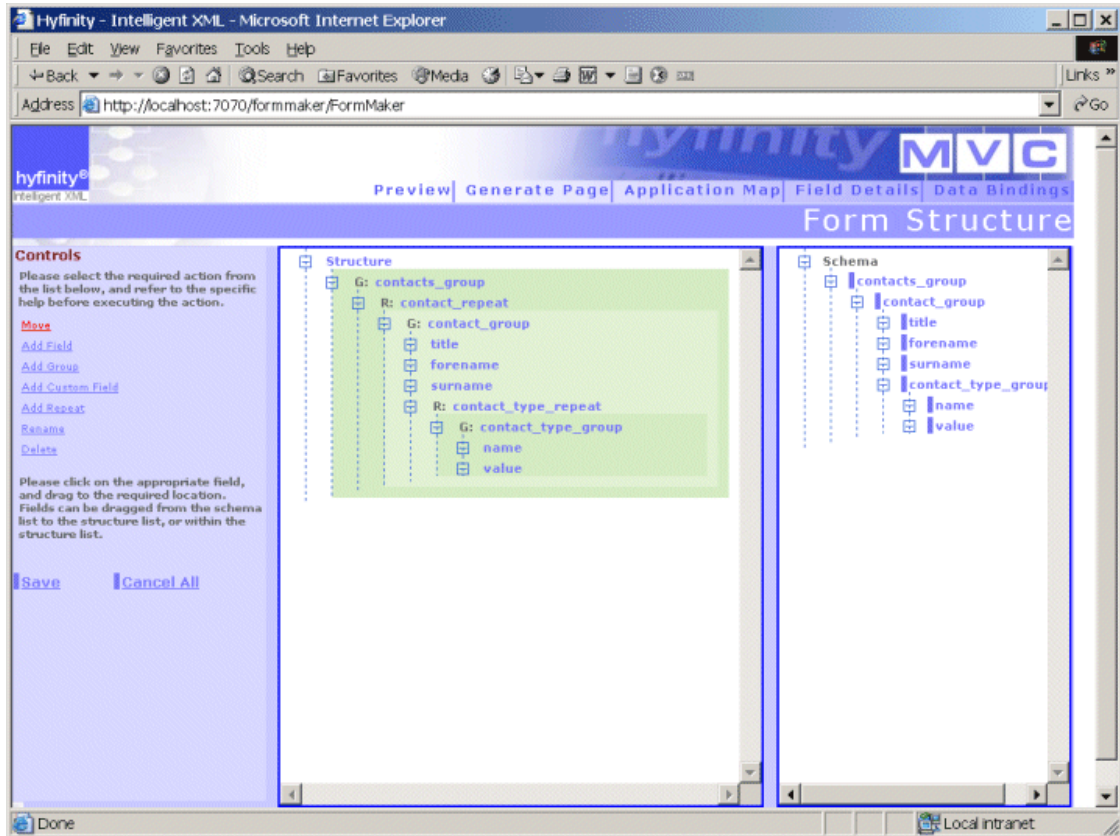 Hyfinity - Intelligent XML - Microsoft Internet Explorer
File Edit View Favorites Tools Help
Back Search Favorites Media Links »
Address http://localhost:7070/formmaker/FormMaker Go
hyfinity MVC
hyfinity®
Intelligent XML
Preview| Generate Page| Application Map| Field Details| Data Bindings
Form Structure
Controls
Please select the required action from
the list below, and refer to the specific
help before executing the action.
Move
Add Field
Add Group
Add Custom Field
Add Repeat
Rename
Delete
Please click on the appropriate field,
and drag to the required location.
Fields can be dragged from the schema
list to the structure list, or within the
structure list.
Save Cancel All
Structure
G: contacts_group
R: contact_repeat
G: contact_group
title
forename
surname
R: contact_type_repeat
G: contact_type_group
name
value
Schema
contacts_group
contact_group
title
forename
surname
contact_type_group
name
value
Done Local intranet